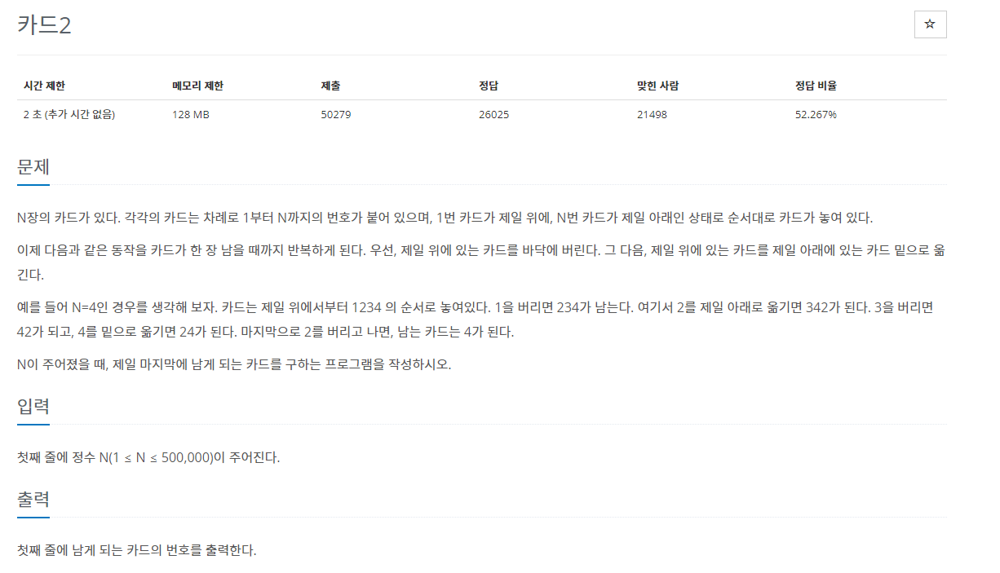 카드2
☆
시간 제한 메모리 제한 제출 정답 맞힌 사람 정답 비율
2 초 (추가 시간 없음) 128 MB 50279 26025 21498 52.267%
문제
N장의 카드가 있다. 각각의 카드는 차례로 1부터 N까지의 번호가 붙어 있으며, 1번 카드가 제일 위에, N번 카드가 제일 아래인 상태로 순서대로 카드가 놓여 있다.
이제 다음과 같은 동작을 카드가 한 장 남을 때까지 반복하게 된다. 우선, 제일 위에 있는 카드를 바닥에 버린다. 그 다음, 제일 위에 있는 카드를 제일 아래에 있는 카드 밑으로 옮
긴다.
예를 들어 N=4인 경우를 생각해 보자. 카드는 제일 위에서부터 1234 의 순서로 놓여있다. 1을 버리면 234가 남는다. 여기서 2를 제일 아래로 옮기면 342가 된다. 3을 버리면
42가 되고, 4를 밑으로 옮기면 24가 된다. 마지막으로 2를 버리고 나면, 남는 카드는 4가 된다.
N이 주어졌을 때, 제일 마지막에 남게 되는 카드를 구하는 프로그램을 작성하시오.
입력
첫째 줄에 정수 N(1 ≤ N ≤ 500,000)이 주어진다.
출력
첫째 줄에 남게 되는 카드의 번호를 출력한다.